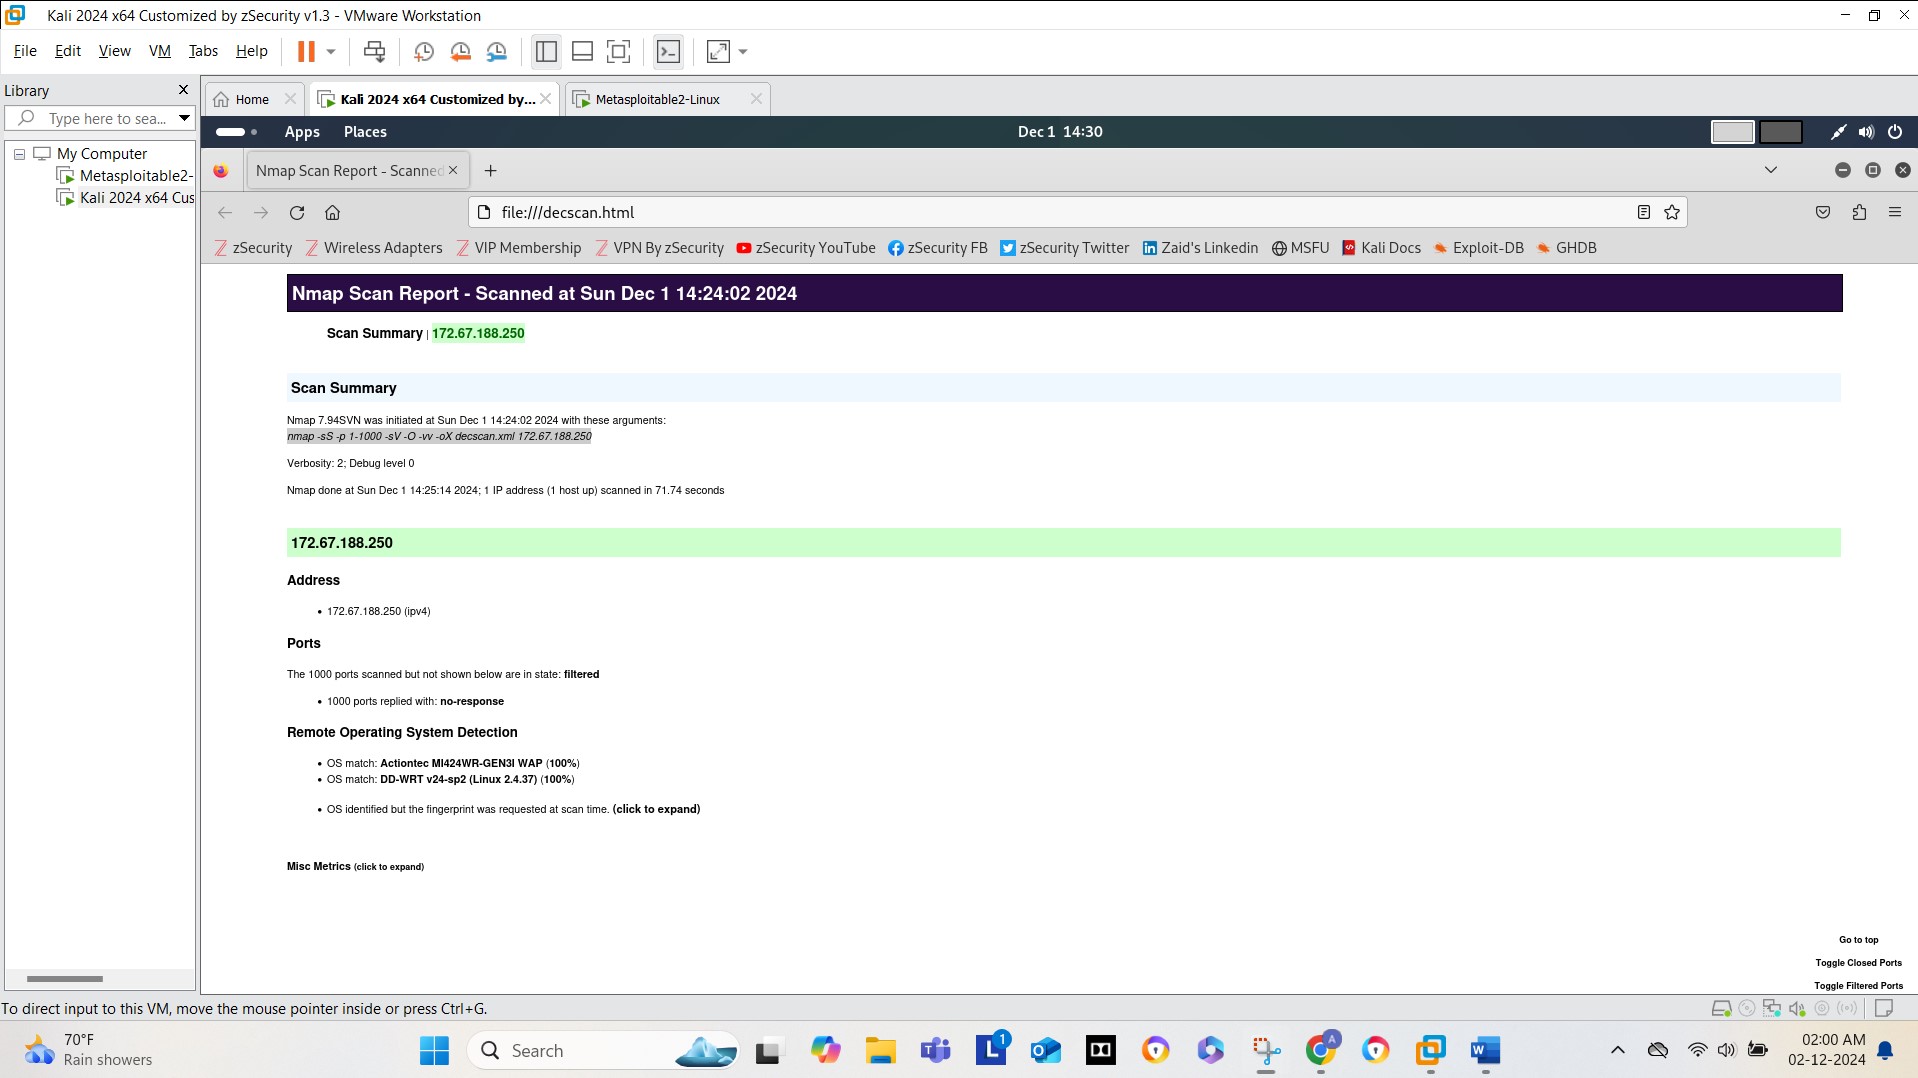 Kali 2024 x64 Customized by zSecurity v1.3 - VMware Workstation
File Edit View VM Tabs Help
Library
Type here to sea...
My Computer
Metasploitable2-
Kali 2024 x64 Cus
Home
Kali 2024 x64 Customized by...
Metasploitable2-Linux
Apps Places
Dec 1 14:30
Nmap Scan Report - Scanned
file:///decscan.html
zSecurity Wireless Adapters VIP Membership VPN By zSecurity zSecurity YouTube zSecurity FB zSecurity Twitter Zaid's Linkedin MSFU Kali Docs Exploit-DB GHDB
Nmap Scan Report - Scanned at Sun Dec 1 14:24:02 2024
Scan Summary | 172.67.188.250
Scan Summary
Nmap 7.94SVN was initiated at Sun Dec 1 14:24:02 2024 with these arguments:
nmap -sS -p 1-1000 -sV -O -vv -oX decscan.xml 172.67.188.250
Verbosity: 2; Debug level 0
Nmap done at Sun Dec 1 14:25:14 2024; 1 IP address (1 host up) scanned in 71.74 seconds
172.67.188.250
Address
• 172.67.188.250 (ipv4)
Ports
The 1000 ports scanned but not shown below are in state: filtered
• 1000 ports replied with: no-response
Remote Operating System Detection
• OS match: Actiontec MI424WR-GEN3I WAP (100%)
• OS match: DD-WRT v24-sp2 (Linux 2.4.37) (100%)
• OS identified but the fingerprint was requested at scan time. (click to expand)
Misc Metrics (click to expand)
Go to top
Toggle Closed Ports
Toggle Filtered Ports
To direct input to this VM, move the mouse pointer inside or press Ctrl+G.
70°F
Rain showers
Search
1
A
02:00 AM
02-12-2024